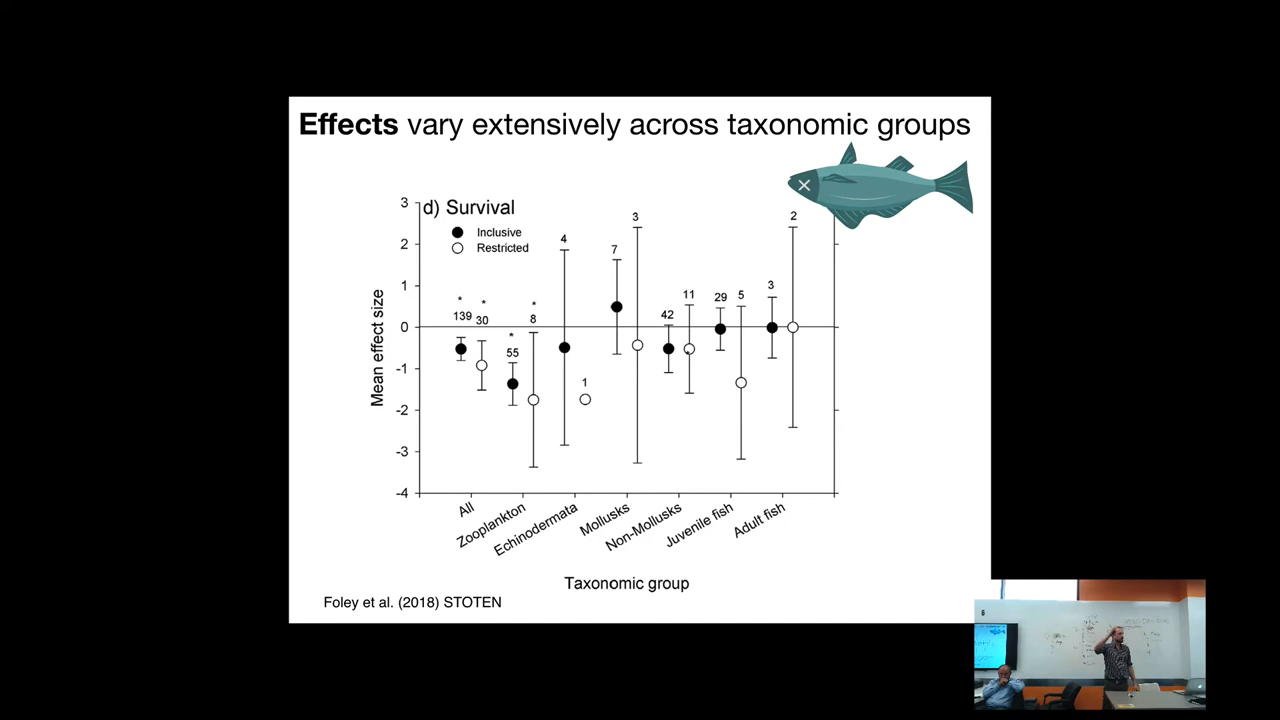 Effects vary extensively across taxonomic groups
d) Survival
Inclusive
Restricted
3
2
1
0
-1
-2
-3
-4
Mean effect size
*
139
*
30
*
55
*
8
4
1
7
3
42
11
*
29
5
3
2
All
Zooplankton
Echinodermata
Mollusks
Non-Mollusks
Juvenile fish
Adult fish
Taxonomic group
Foley et al. (2018) STOTEN